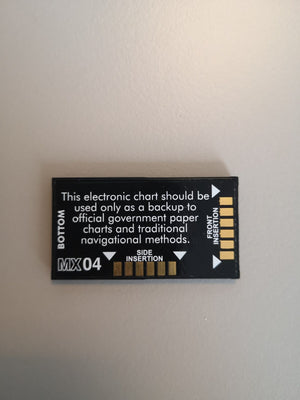 This electronic chart should be
used only as a backup to
official government paper
charts and traditional
navigational methods.
BOTTOM
MX04
SIDE
INSERTION
FRONT
INSERTION